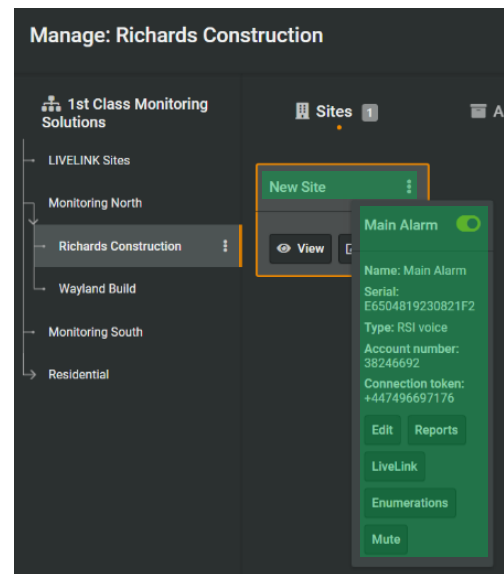 Manage: Richards Construction
1st Class Monitoring
Solutions
LIVELINK Sites
Monitoring North
Richards Construction
Wayland Build
Monitoring South
Residential
Sites 1
A
New Site
View
Main Alarm
Name: Main Alarm
Serial:
E6504819230821F2
Type: RSI voice
Account number:
38246692
Connection token:
+447496697176
Edit Reports
LiveLink
Enumerations
Mute